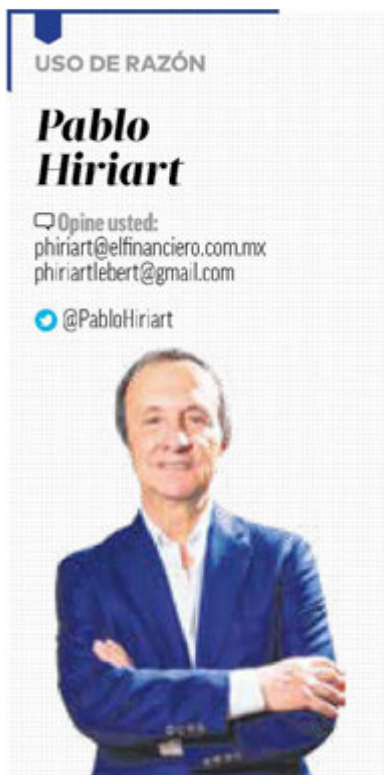 USO DE RAZÓN
Pablo
Hiriart
Opine usted:
phiriart@elfinanciero.com.mx
phiriartlebert@gmail.com
@PabloHiriart